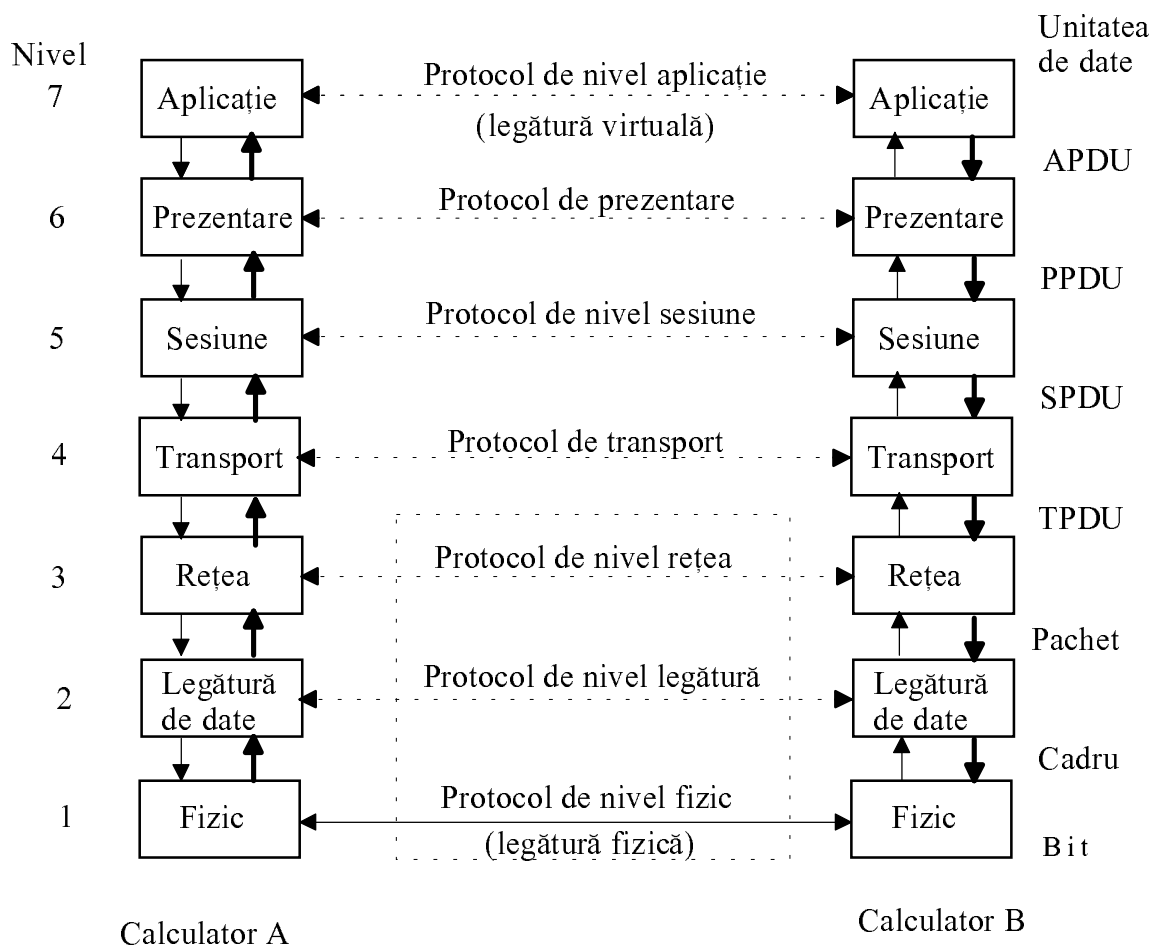 Unitatea
de date
Nivel
7
Aplicație
Protocol de nivel aplicație
(legătură virtuală)
Aplicație
APDU
6
Prezentare
Protocol de prezentare
Prezentare
PPDU
5
Sesiune
Protocol de nivel sesiune
Sesiune
SPDU
4
Transport
Protocol de transport
Transport
TPDU
3
Rețea
Protocol de nivel rețea
Rețea
Pachet
2
Legătură
de date
Protocol de nivel legătură
Legătură
de date
Cadru
1
Fizic
Protocol de nivel fizic
(legătură fizică)
Fizic
Bit
Calculator A
Calculator B